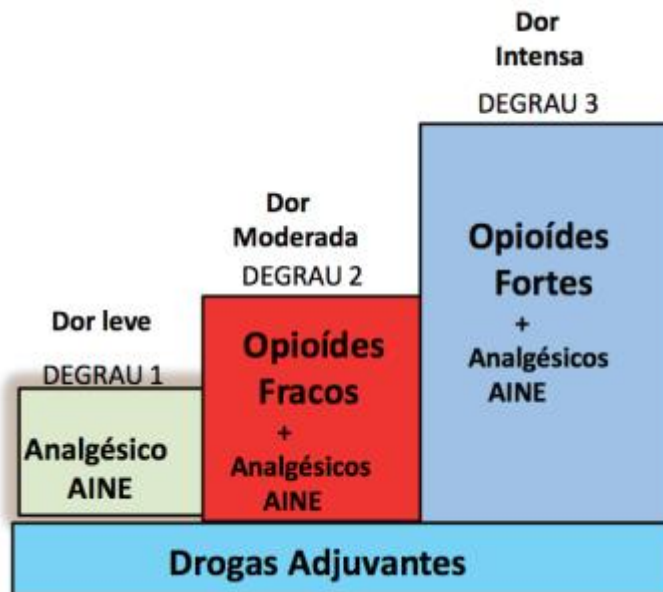 Dor leve
DEGRAU 1
Analgésico
AINE
Dor
Moderada
DEGRAU 2
Opioídes
Fracos
+
Analgésicos
AINE
Dor
Intensa
DEGRAU 3
Opioídes
Fortes
+
Analgésicos
AINE
Drogas Adjuvantes